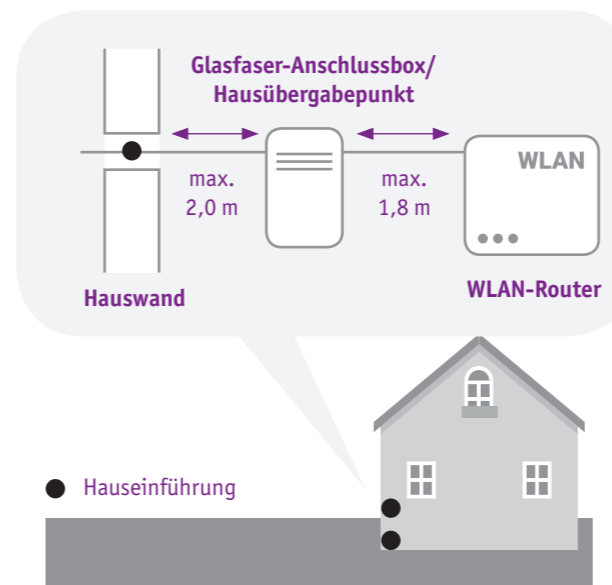 Glasfaser-Anschlussbox/
Hausübergabepunkt
max.
2,0 m
max.
1,8 m
WLAN
Hauswand
WLAN-Router
Hauseinführung